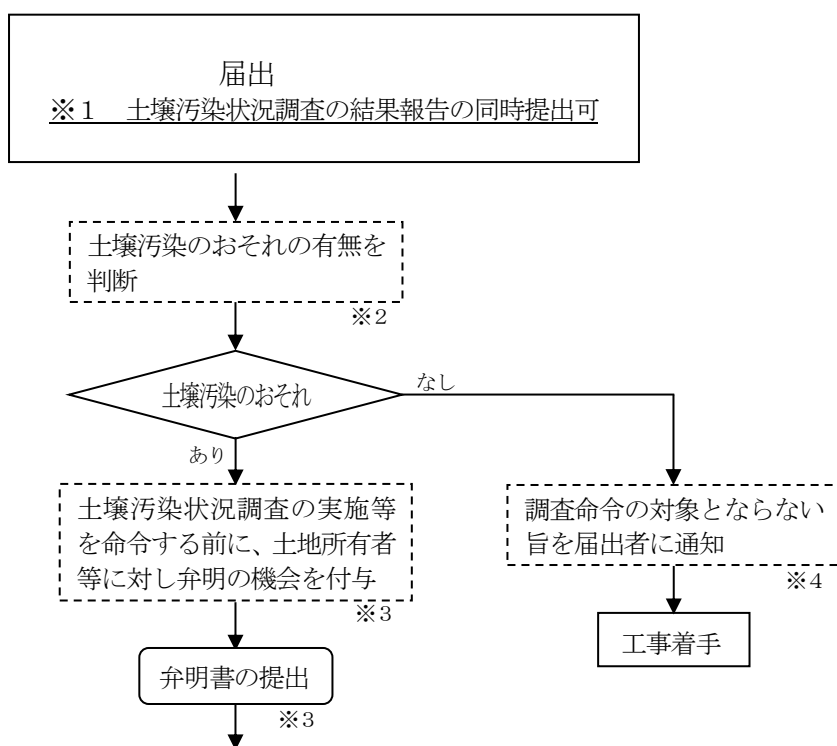 届出
※１　土壌汚染状況調査の結果報告の同時提出可
土壌汚染のおそれの有無を
判断
※2
土壌汚染のおそれ
なし
あり
土壌汚染状況調査の実施等
を命令する前に、土地所有者
等に対し弁明の機会を付与
※3
調査命令の対象とならない
旨を届出者に通知
※4
工事着手
弁明書の提出
※3